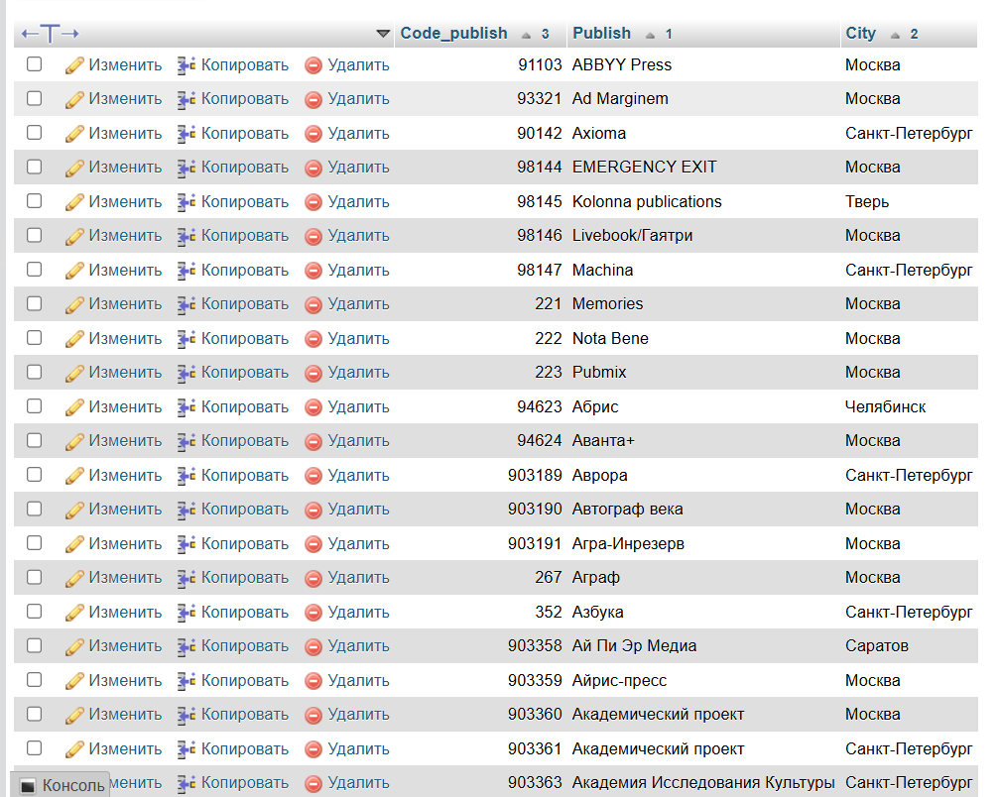 Code_publish 3 Publish 1 City 2
Изменить Копировать Удалить 91103 ABBYY Press Москва
Изменить Копировать Удалить 93321 Ad Marginem Москва
Изменить Копировать Удалить 90142 Axioma Санкт-Петербург
Изменить Копировать Удалить 98144 EMERGENCY EXIT Москва
Изменить Копировать Удалить 98145 Kolonna publications Тверь
Изменить Копировать Удалить 98146 Livebook/Гаятри Москва
Изменить Копировать Удалить 98147 Machina Санкт-Петербург
Изменить Копировать Удалить 221 Memories Москва
Изменить Копировать Удалить 222 Nota Bene Москва
Изменить Копировать Удалить 223 Pubmix Москва
Изменить Копировать Удалить 94623 Абрис Челябинск
Изменить Копировать Удалить 94624 Аванта+ Москва
Изменить Копировать Удалить 903189 Аврора Санкт-Петербург
Изменить Копировать Удалить 903190 Автограф века Москва
Изменить Копировать Удалить 903191 Агра-Инрезерв Москва
Изменить Копировать Удалить 267 Аграф Москва
Изменить Копировать Удалить 352 Азбука Санкт-Петербург
Изменить Копировать Удалить 903358 Ай Пи Эр Медиа Саратов
Изменить Копировать Удалить 903359 Айрис-пресс Москва
Изменить Копировать Удалить 903360 Академический проект Москва
Изменить Копировать Удалить 903361 Академический проект Санкт-Петербург
Консоль менить Копировать Удалить 903363 Академия Исследования Культуры Санкт-Петербург